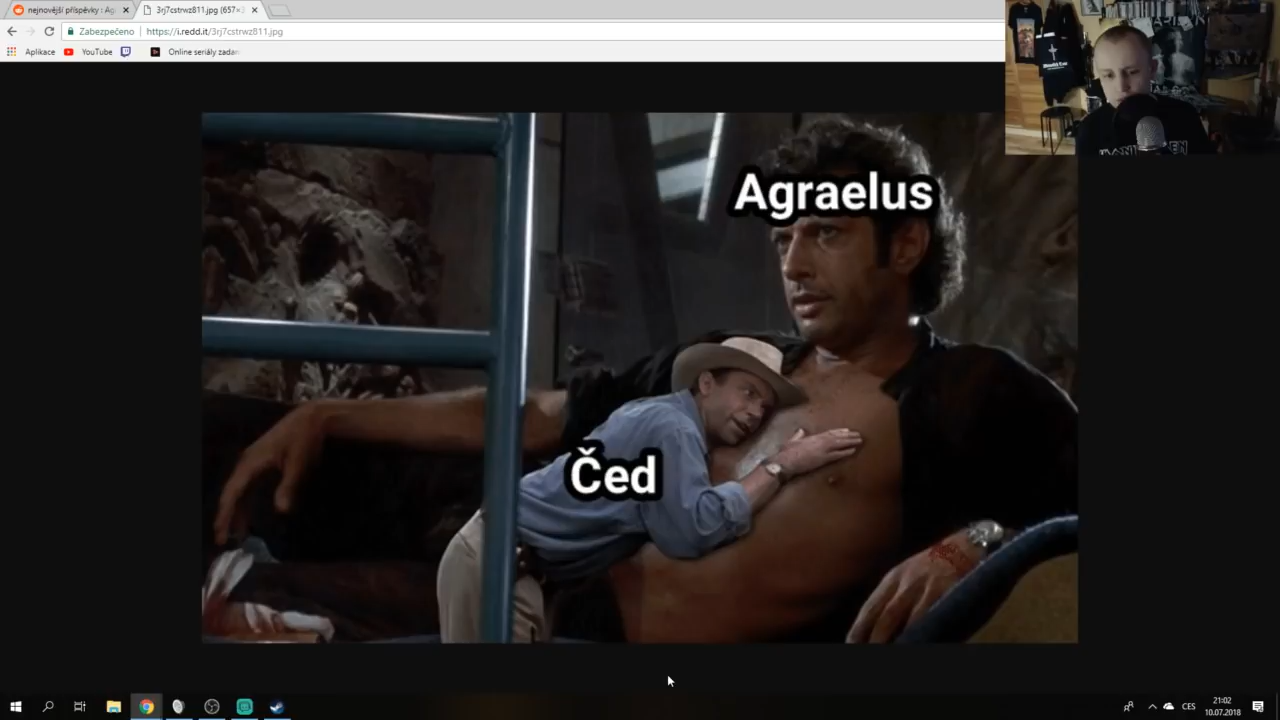 nejnovější příspěvky : Ag
3rj7cstrwz811.jpg (657×
Zabezpečeno
https://i.redd.it/3rj7cstrwz811.jpg
Aplikace
YouTube
Online seriály zadar
Agraelus
Čed
CES
21:02
10.07.2018